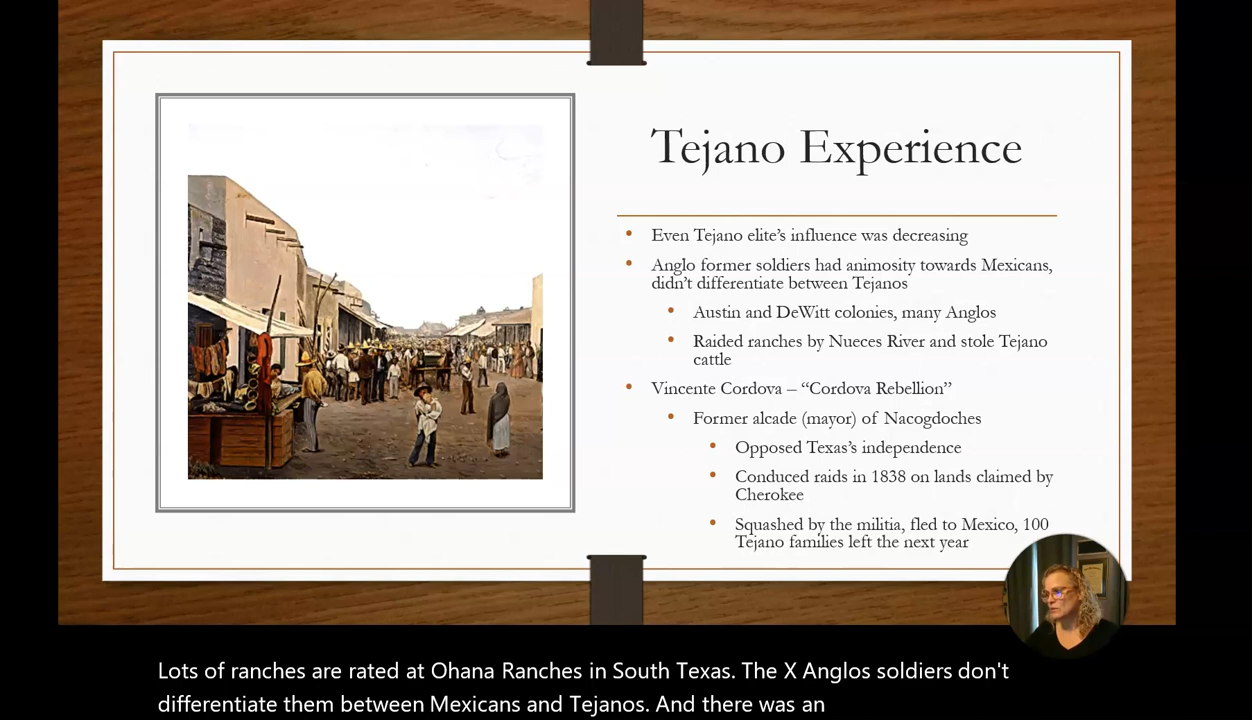 Tejano Experience
Even Tejano elite's influence was decreasing
Anglo former soldiers had animosity towards Mexicans,
didn't differentiate between Tejanos
Austin and DeWitt colonies, many Anglos
Raided ranches by Nueces River and stole Tejano
cattle
Vincente Cordova – “Cordova Rebellion”
Former alcade (mayor) of Nacogdoches
Opposed Texas's independence
Conducted raids in 1838 on lands claimed by
Cherokee
Squashed by the militia, fled to Mexico, 100
Tejano families left the next year
Lots of ranches are rated at Ohana Ranches in South Texas. The X Anglos soldiers don't
differentiate them between Mexicans and Tejanos. And there was an